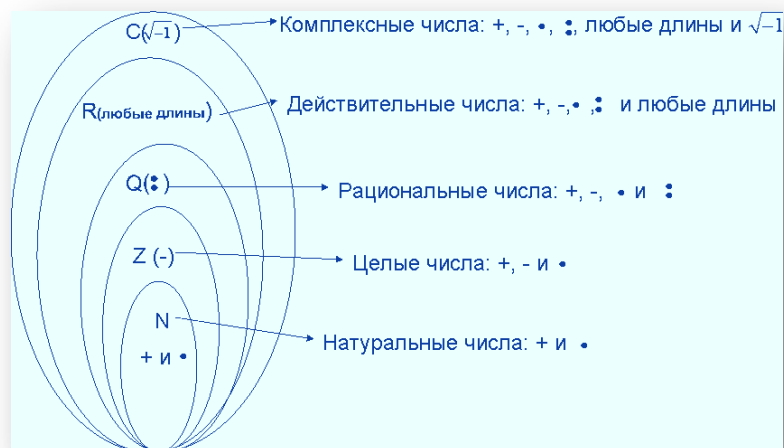 C(√-1) Комплексные числа: +, -, •, :, любые длины и √-1
R(любые длины) Действительные числа: +, -,• ,: и любые длины
Q(:) Рациональные числа: +, -, • и :
Z (-) Целые числа: +, - и •
N
Натуральные числа: + и •
+ и •